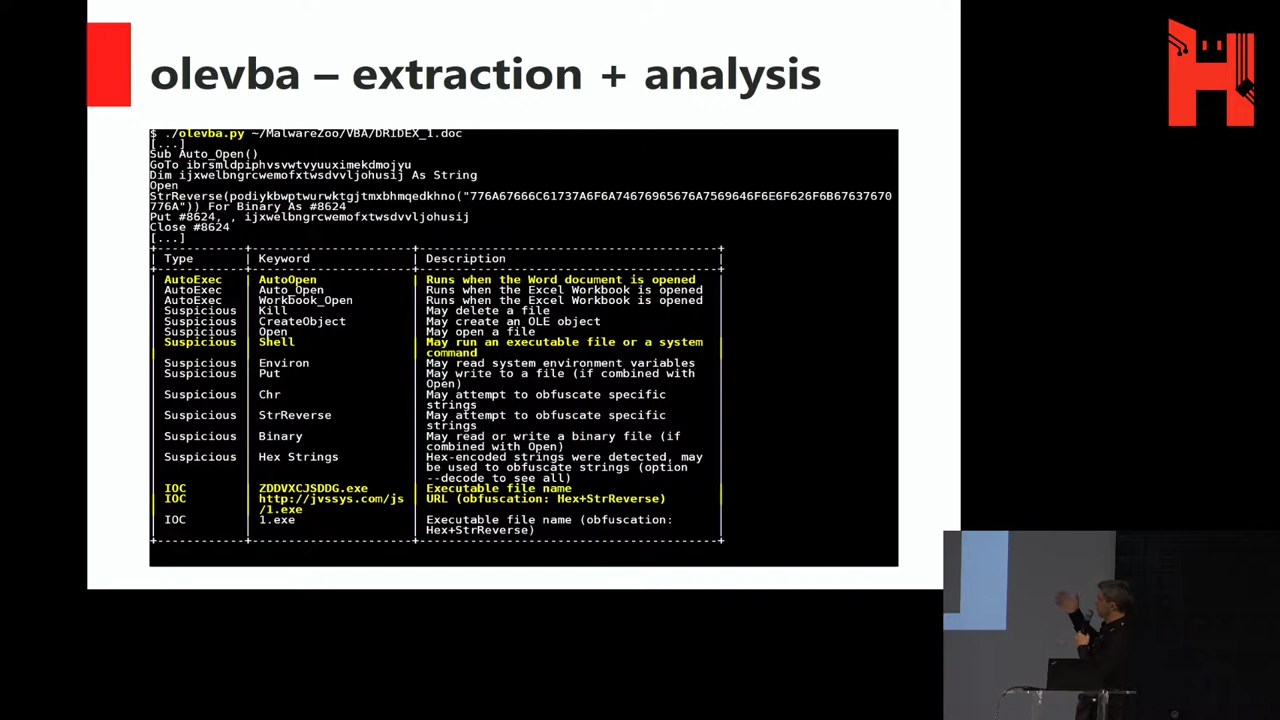 olevba – extraction + analysis
$ ./olevba.py ~/MalwareZoo/VBA/DRIDEX_1.doc
[...]
Sub Auto_Open()
GoTo ibrsmldpiphvsvwtvyuuximekdmojyu
Dim ijxwelbngrcwemofxtwsdvvljohusij As String
Open
StrReverse(podiykbwptwurwktgjtmxbhmqedkhno("776A67666C61737A6F6A74676965676A7569646F6E6F626F6B67637670
776A")) For Binary As #8624
Put #8624, , ijxwelbngrcwemofxtwsdvvljohusij
Close #8624
[...]
+------------+----------------------+-----------------------------------------+
| Type | Keyword | Description |
+------------+----------------------+-----------------------------------------+
| AutoExec | AutoOpen | Runs when the Word document is opened |
| AutoExec | Auto_Open | Runs when the Excel Workbook is opened |
| AutoExec | Workbook_Open | Runs when the Excel Workbook is opened |
| Suspicious | Kill | May delete a file |
| Suspicious | CreateObject | May create an OLE object |
| Suspicious | Open | May open a file |
| Suspicious | Shell | May run an executable file or a system |
| | | command |
| Suspicious | Environ | May read system environment variables |
| Suspicious | Put | May write to a file (if combined with |
| | | Open) |
| Suspicious | Chr | May attempt to obfuscate specific |
| | | strings |
| Suspicious | StrReverse | May attempt to obfuscate specific |
| | | strings |
| Suspicious | Binary | May read or write a binary file (if |
| | | combined with Open) |
| Suspicious | Hex Strings | Hex-encoded strings were detected, may |
| | | be used to obfuscate strings (option |
| | | --decode to see all) |
| IOC | ZDDVXCJSDDG.exe | Executable file name |
| IOC | http://jvssys.com/js | URL (obfuscation: Hex+StrReverse) |
| | /1.exe | |
| IOC | 1.exe | Executable file name (obfuscation: |
| | | Hex+StrReverse) |
+------------+----------------------+-----------------------------------------+